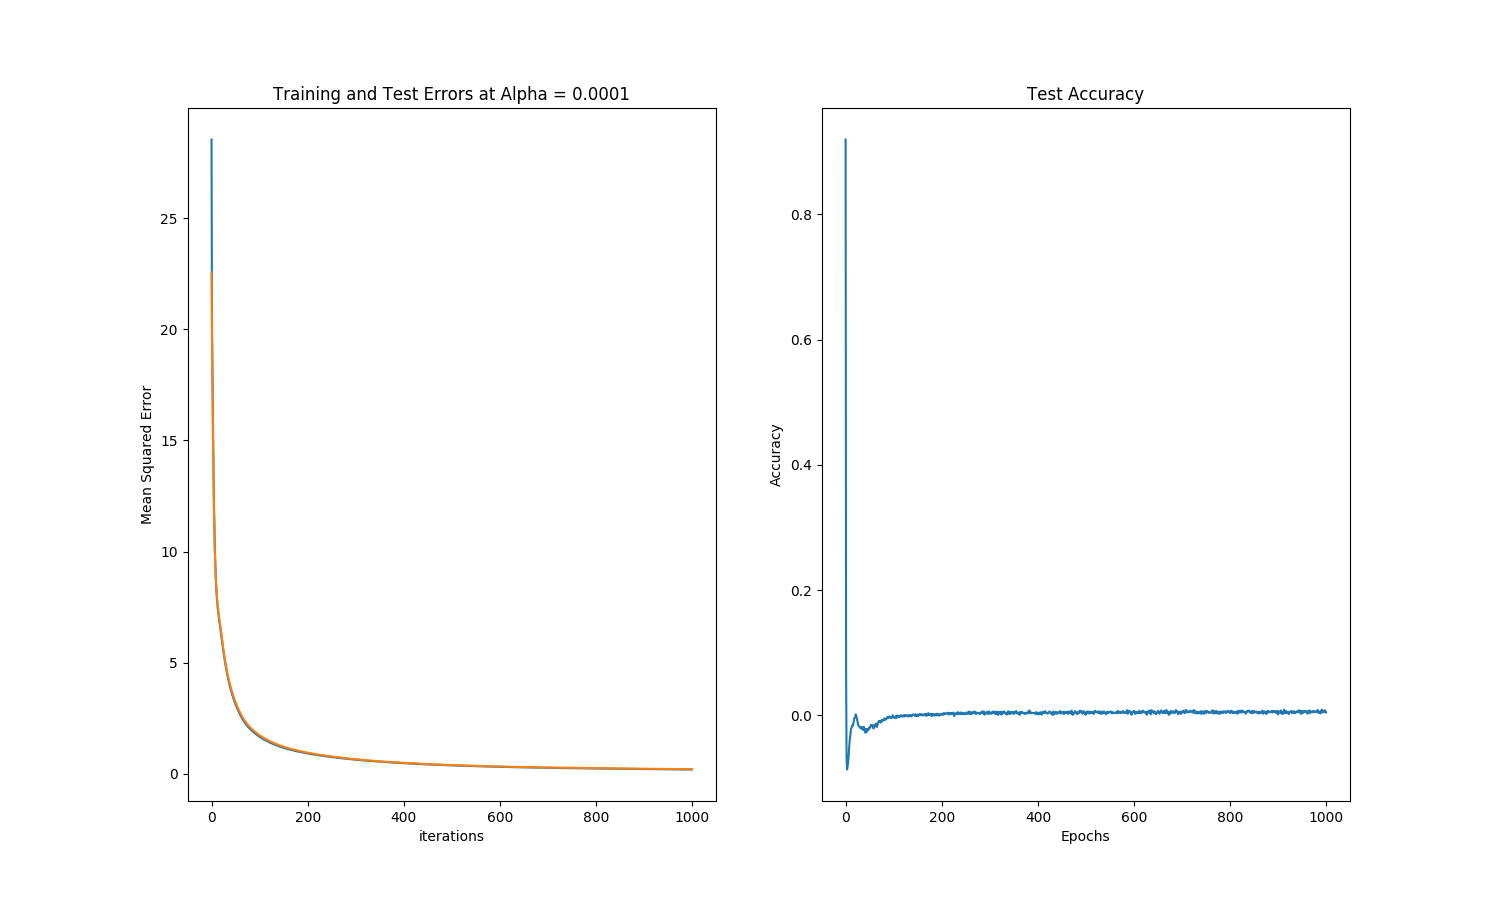 Training and Test Errors at Alpha = 0.0001
Mean Squared Error
25
20
15
10
5
0
0 200 400 600 800 1000
iterations
Test Accuracy
Accuracy
0.8
0.6
0.4
0.2
0.0
0 200 400 600 800 1000
Epochs